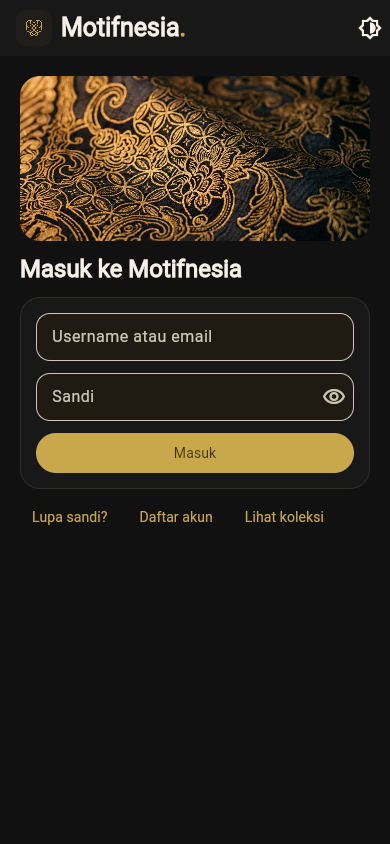 Motifnesia.
Masuk ke Motifnesia
Username atau email
Sandi
Masuk
Lupa sandi? Daftar akun Lihat koleksi